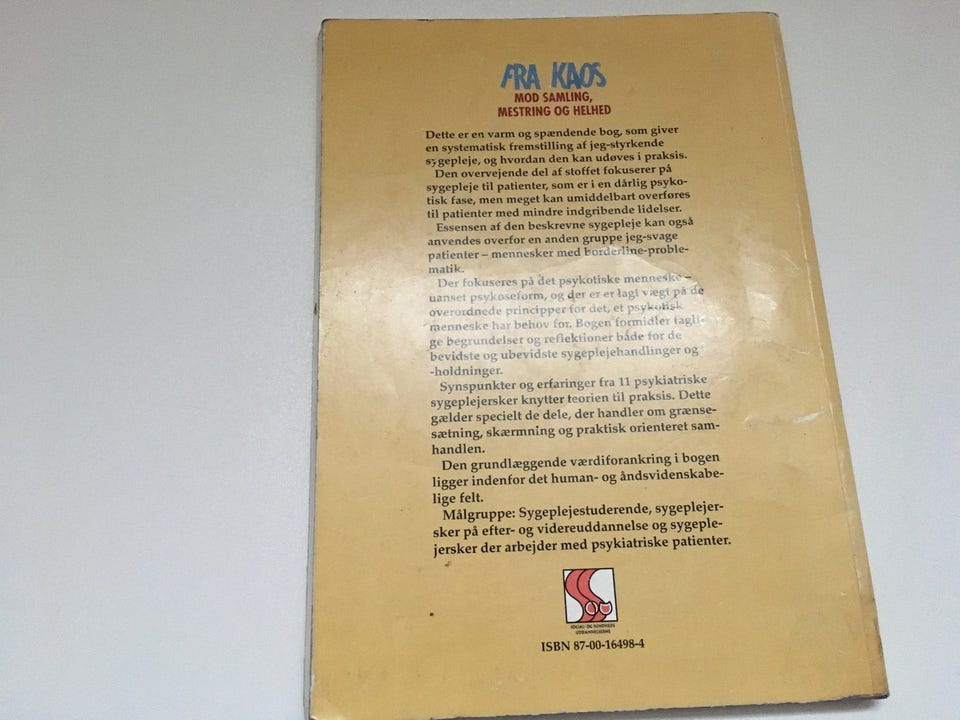 FRA KAOS
MOD SAMLING,
MESTRING OG HELHED
Dette er en varm og spændende bog, som giver
en systematisk fremstilling af jeg-styrkende
sygepleje, og hvordan den kan udøves i praksis.
Den overvejende del af stoffet fokuserer på
sygepleje til patienter, som er i en dårlig psyko-
tisk fase, men meget kan umiddelbart overføres
til patienter med mindre indgribende lidelser.
Essensen af den beskrevne sygepleje kan også
anvendes overfor en anden gruppe jeg-svage
patienter – mennesker med borderline-proble-
matik.
Der fokuseres på det psykotiske menneske –
uanset psykoseform, og der er er lagt vægt på de
overordnede principper for det, et psykotisk
menneske har behov for. Bogen formidler fagli-
ge begrundelser og reflektioner både for de
bevidste og ubevidste sygeplejehandlinger og
-holdninger.
Synspunkter og erfaringer fra 11 psykiatriske
sygeplejersker knytter teorien til praksis. Dette
gælder specielt de dele, der handler om grænse-
sætning, skærmning og praktisk orienteret sam-
handlen.
Den grundlæggende værdiforankring i bogen
ligger indenfor det human- og åndsvidenskabe-
lige felt.
Målgruppe: Sygeplejestuderende, sygeplejer-
sker på efter- og videreuddannelse og sygeple-
jersker der arbejder med psykiatriske patienter.
SOCIAL- OG SUNDHEDS
UDDANNELSERNE
ISBN 87-00-16498-4